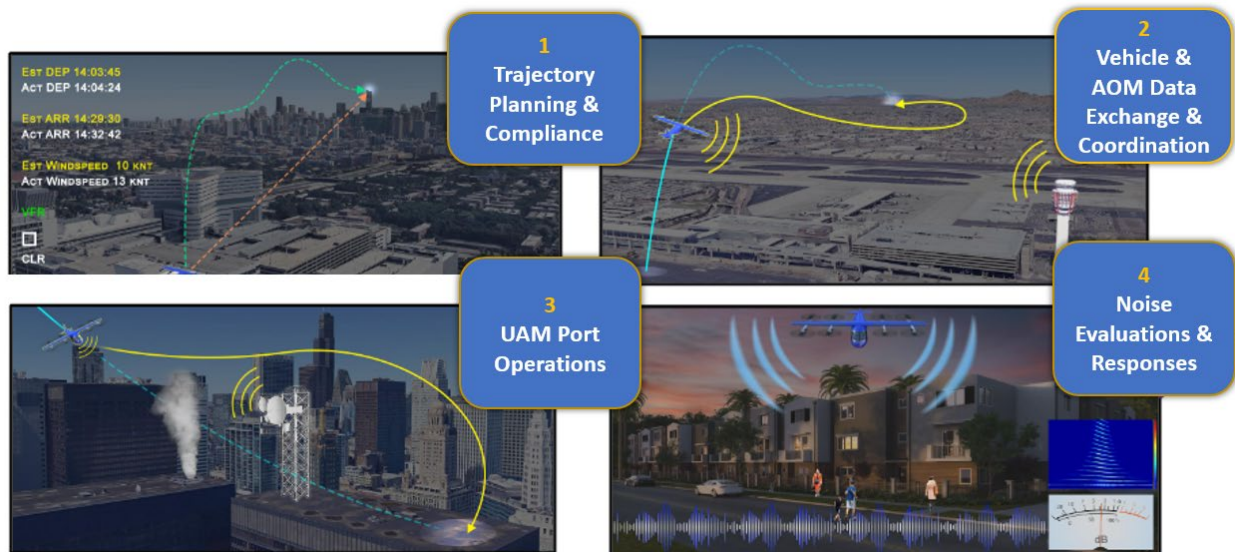 EST DEP 14:03:45
ACT DEP 14:04:24
EST ARR 14:29:30
ACT ARR 14:32:42
EST WINDSPEED 10 KNT
ACT WINDSPEED 13 KNT
VFR
CLR
1
Trajectory
Planning &
Compliance
2
Vehicle &
AOM Data
Exchange &
Coordination
3
UAM Port
Operations
4
Noise
Evaluations &
Responses
dB